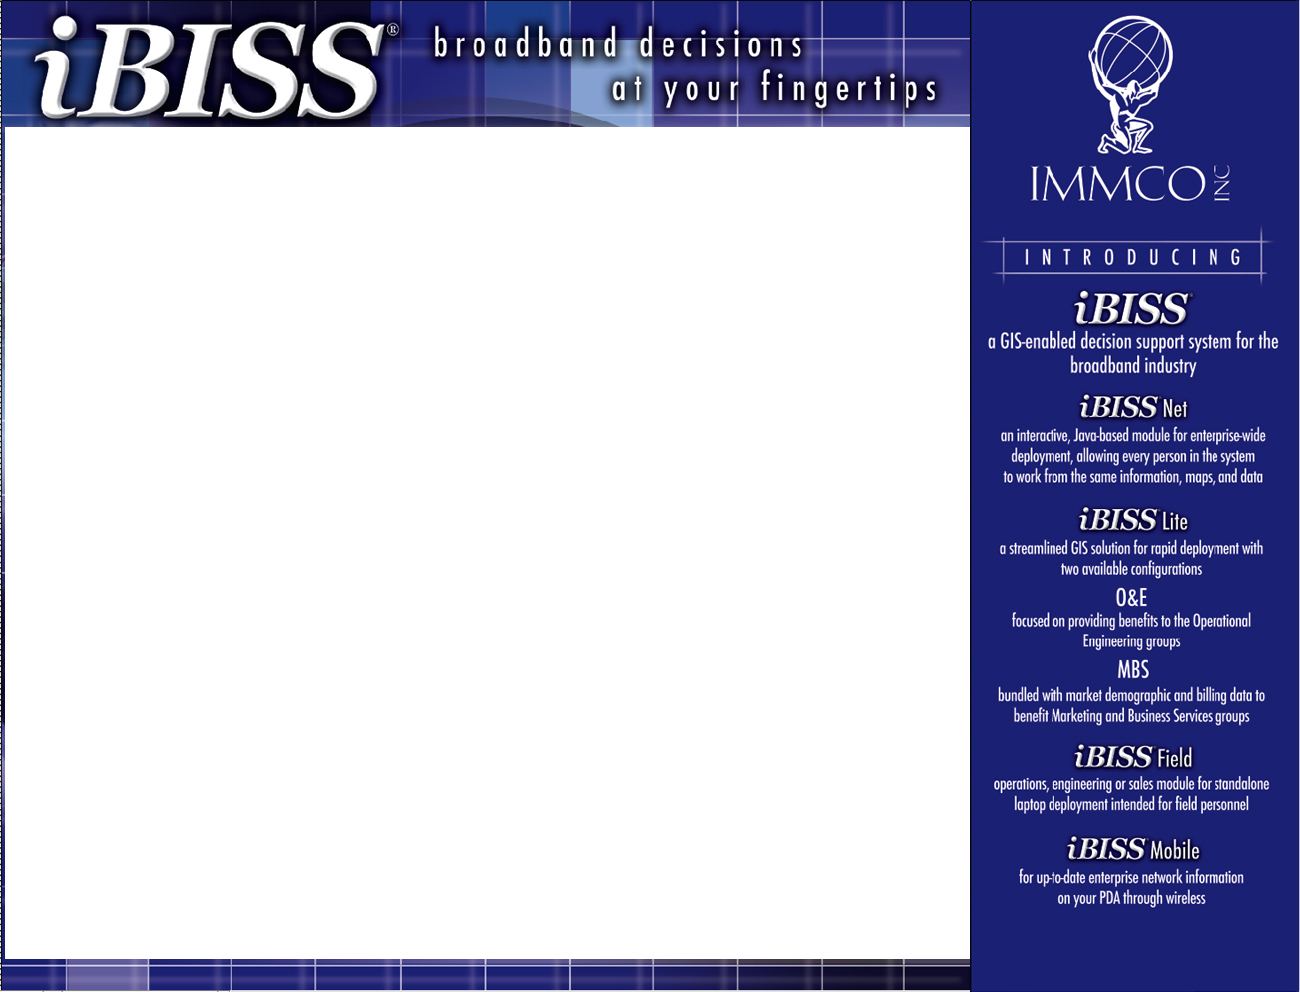 iBISS®
broadband decisions
at your fingertips
IMMCO INC
INTRODUCING
iBISS
a GIS-enabled decision support system for the
broadband industry
iBISS Net
an interactive, Java-based module for enterprise-wide
deployment, allowing every person in the system
to work from the same information, maps, and data
iBISS Lite
a streamlined GIS solution for rapid deployment with
two available configurations
O&E
focused on providing benefits to the Operational
Engineering groups
MBS
bundled with market demographic and billing data to
benefit Marketing and Business Services groups
iBISS Field
operations, engineering or sales module for standalone
laptop deployment intended for field personnel
iBISS Mobile
for up-to-date enterprise network information
on your PDA through wireless